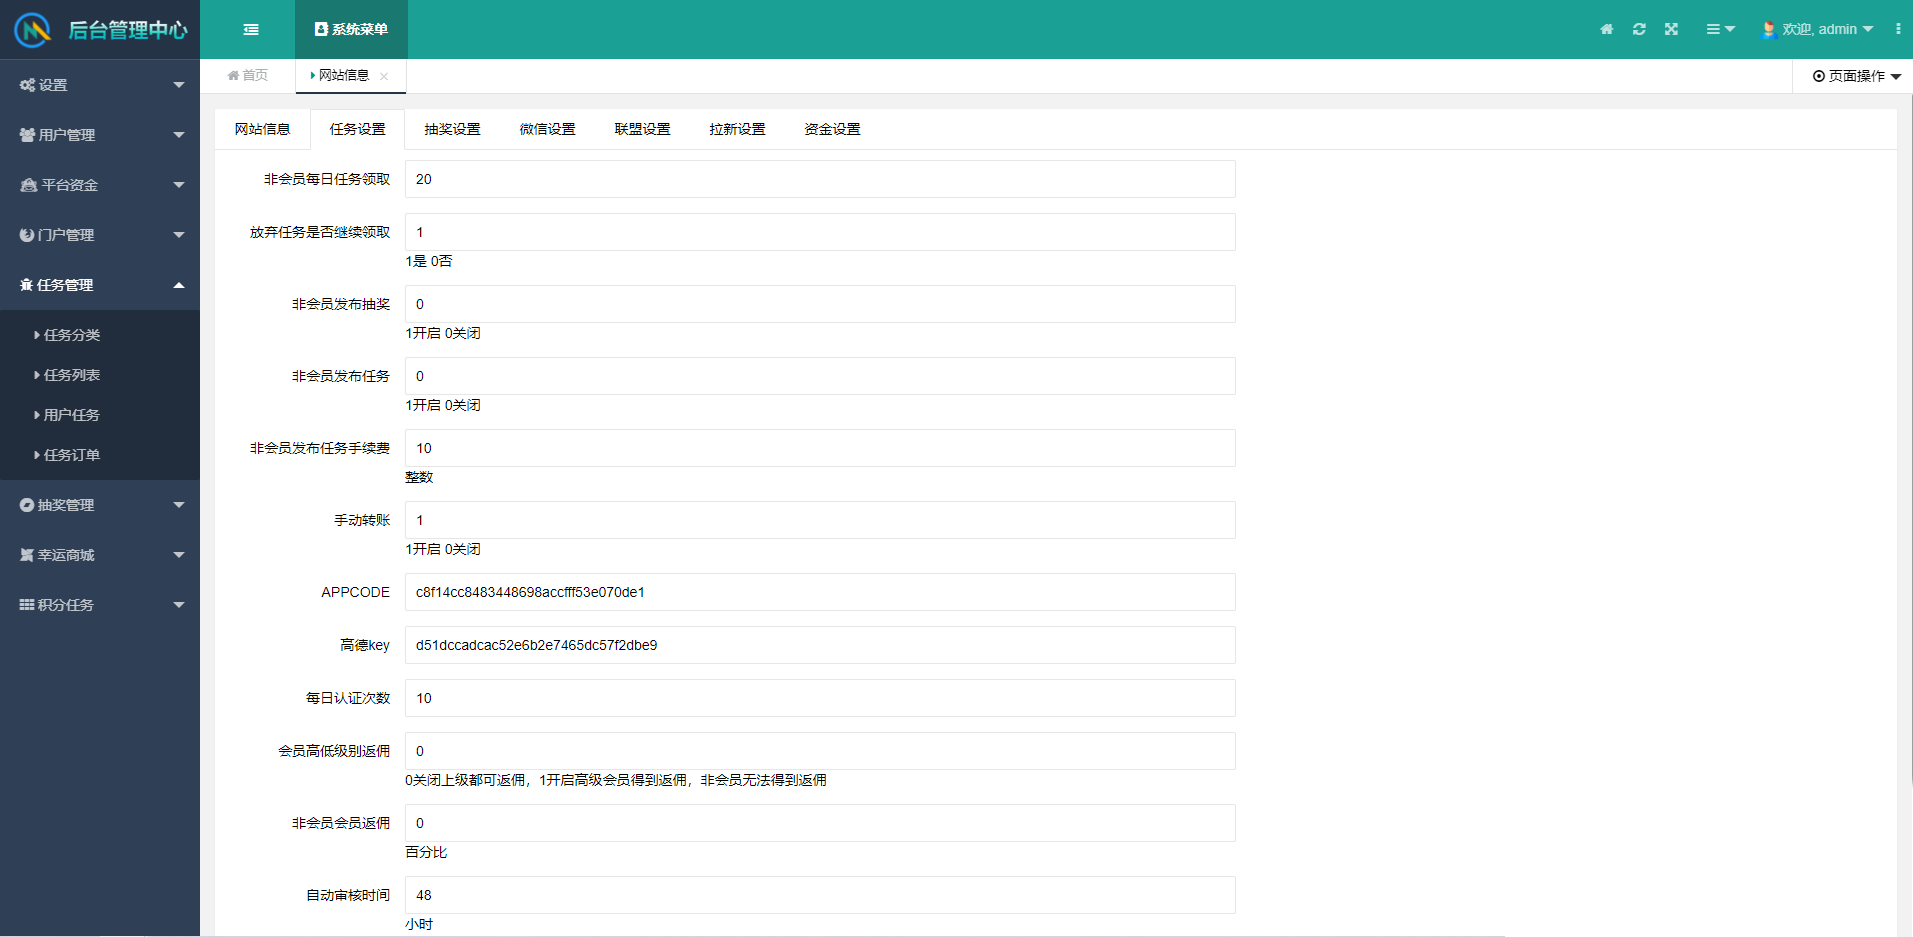 后台管理中心
系统菜单
欢迎, admin
设置
用户管理
平台资金
门户管理
任务管理
任务分类
任务列表
用户任务
任务订单
抽奖管理
幸运商城
积分任务
首页
网站信息
页面操作
网站信息 任务设置 抽奖设置 微信设置 联盟设置 拉新设置 资金设置
非会员每日任务领取 20
放弃任务是否继续领取 1
1是 0否
非会员发布抽奖 0
1开启 0关闭
非会员发布任务 0
1开启 0关闭
非会员发布任务手续费 10
整数
手动转账 1
1开启 0关闭
APPCODE c8f14cc8483448698accfff53e070de1
高德key d51dccadcac52e6b2e7465dc57f2dbe9
每日认证次数 10
会员高低级别返佣 0
0关闭上级都可返佣，1开启高级会员得到返佣，非会员无法得到返佣
非会员会员返佣 0
百分比
自动审核时间 48
小时